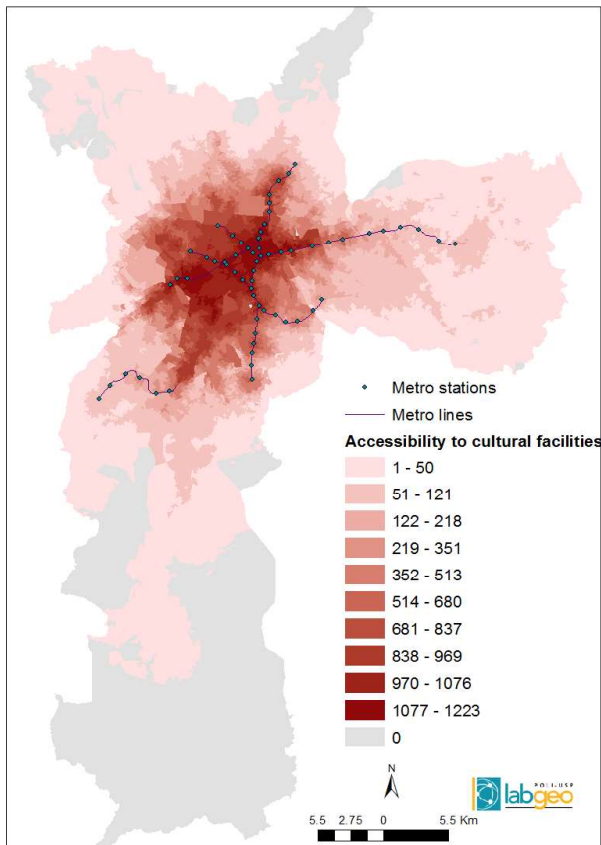 Metro stations
Metro lines
Accessibility to cultural facilities
1 - 50
51 - 121
122 - 218
219 - 351
352 - 513
514 - 680
681 - 837
838 - 969
970 - 1076
1077 - 1223
0
N
POLI-USP
labgeo
5.5 2.75 0 5.5 Km